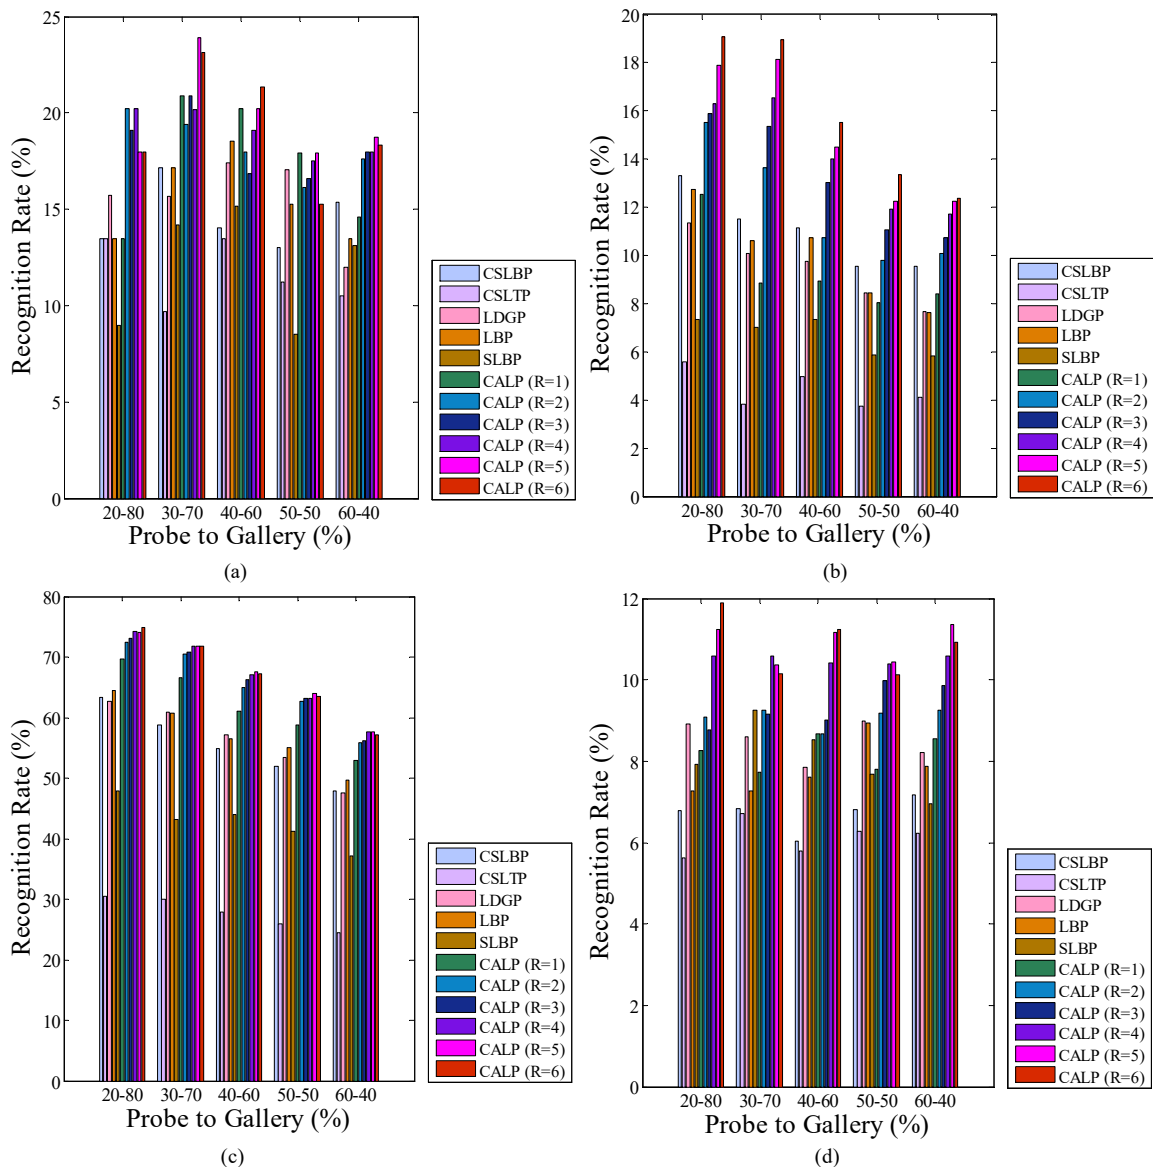 25
20
15
10
5
0
Recognition Rate (%)
20-80 30-70 40-60 50-50 60-40
Probe to Gallery (%)
CSLBP
CSLTP
LDGP
LBP
SLBP
CALP (R=1)
CALP (R=2)
CALP (R=3)
CALP (R=4)
CALP (R=5)
CALP (R=6)
(a)
20
18
16
14
12
10
8
6
4
2
0
Recognition Rate (%)
20-80 30-70 40-60 50-50 60-40
Probe to Gallery (%)
CSLBP
CSLTP
LDGP
LBP
SLBP
CALP (R=1)
CALP (R=2)
CALP (R=3)
CALP (R=4)
CALP (R=5)
CALP (R=6)
(b)
80
70
60
50
40
30
20
10
0
Recognition Rate (%)
20-80 30-70 40-60 50-50 60-40
Probe to Gallery (%)
CSLBP
CSLTP
LDGP
LBP
SLBP
CALP (R=1)
CALP (R=2)
CALP (R=3)
CALP (R=4)
CALP (R=5)
CALP (R=6)
(c)
12
10
8
6
4
2
0
Recognition Rate (%)
20-80 30-70 40-60 50-50 60-40
Probe to Gallery (%)
CSLBP
CSLTP
LDGP
LBP
SLBP
CALP (R=1)
CALP (R=2)
CALP (R=3)
CALP (R=4)
CALP (R=5)
CALP (R=6)
(d)